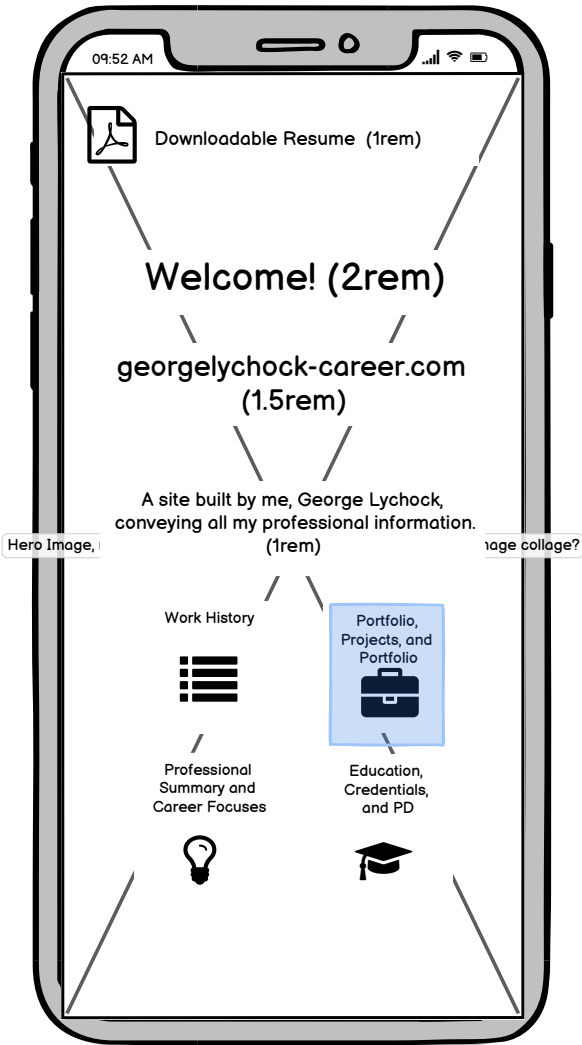 09:52 AM
Downloadable Resume (1rem)
Welcome! (2rem)
georgelychock-career.com
(1.5rem)
A site built by me, George Lychock,
conveying all my professional information.
(1rem)
Hero Image,
collage?
Work History
Portfolio,
Projects, and
Portfolio
Professional
Summary and
Career Focuses
Education,
Credentials,
and PD